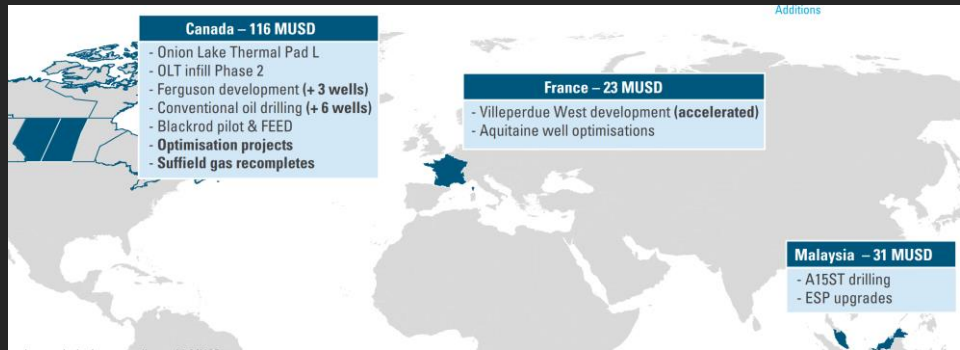 Additions
Canada – 116 MUSD
- Onion Lake Thermal Pad L
- OLT infill Phase 2
- Ferguson development (+ 3 wells)
- Conventional oil drilling (+ 6 wells)
- Blackrod pilot & FEED
- Optimisation projects
- Suffield gas recompletes
France – 23 MUSD
- Villeperdue West development (accelerated)
- Aquitaine well optimisations
Malaysia – 31 MUSD
- A15ST drilling
- ESP upgrades